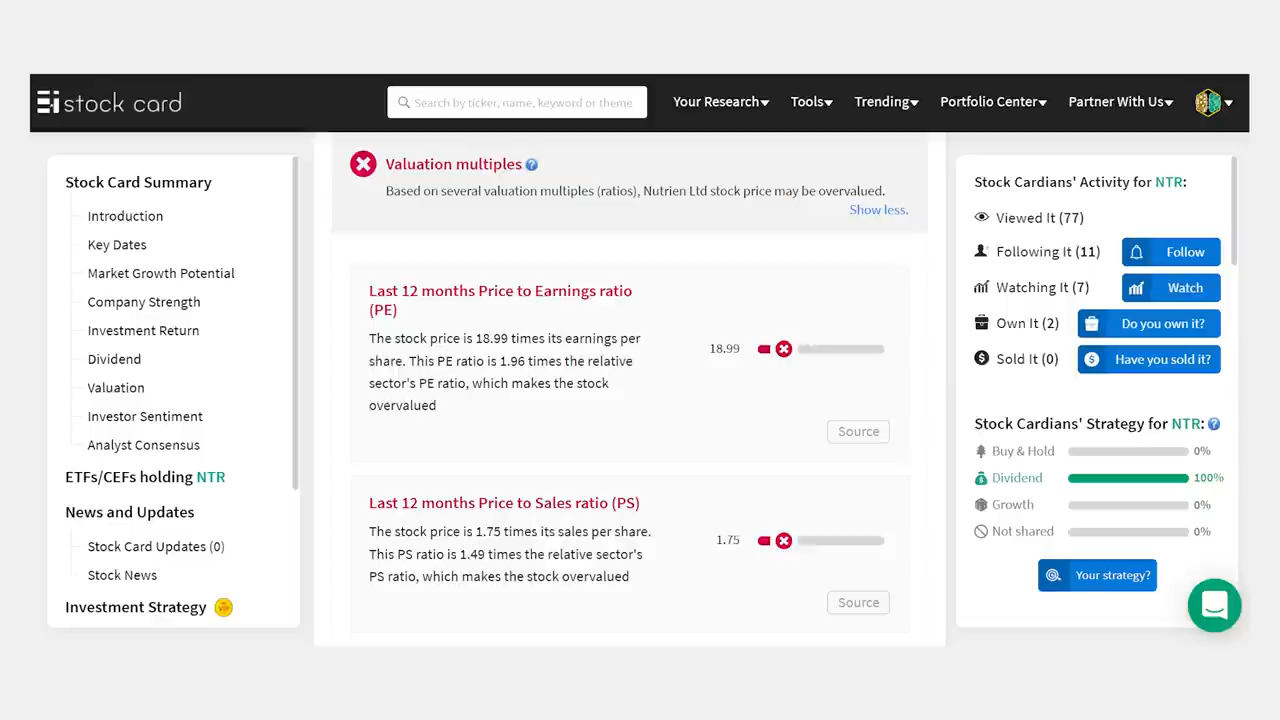 stock card
Search by ticker, name, keyword or theme
Your Research
Tools
Trending
Portfolio Center
Partner With Us
Stock Card Summary
Introduction
Key Dates
Market Growth Potential
Company Strength
Investment Return
Dividend
Valuation
Investor Sentiment
Analyst Consensus
ETFs/CEFs holding NTR
News and Updates
Stock Card Updates (0)
Stock News
Investment Strategy
Valuation multiples ?
Based on several valuation multiples (ratios), Nutrien Ltd stock price may be overvalued.
Show less.
Last 12 months Price to Earnings ratio
(PE)
The stock price is 18.99 times its earnings per
share. This PE ratio is 1.96 times the relative
sector's PE ratio, which makes the stock
overvalued
18.99
Source
Last 12 months Price to Sales ratio (PS)
The stock price is 1.75 times its sales per share.
This PS ratio is 1.49 times the relative sector's
PS ratio, which makes the stock overvalued
1.75
Source
Stock Cardians' Activity for NTR:
Viewed It (77)
Following It (11)
Follow
Watching It (7)
Watch
Own It (2)
Do you own it?
Sold It (0)
Have you sold it?
Stock Cardians' Strategy for NTR: ?
Buy & Hold 0%
Dividend 100%
Growth 0%
Not shared 0%
Your strategy?